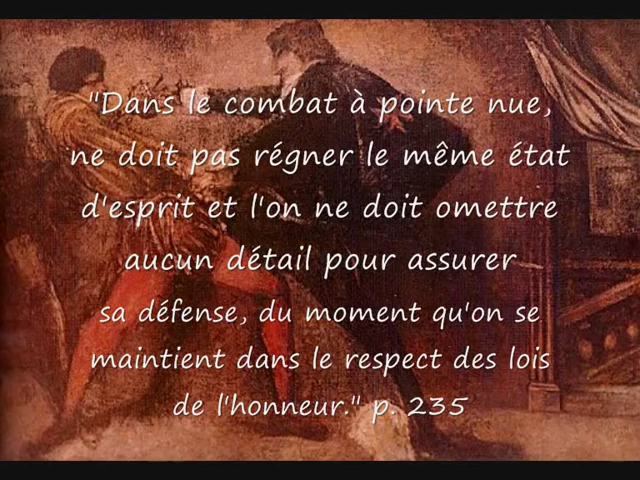 "Dans le combat à pointe nue,
ne doit pas régner le même état
d'esprit et l'on ne doit omettre
aucun détail pour assurer
sa défense, du moment qu'on se
maintient dans le respect des lois
de l'honneur." p. 235